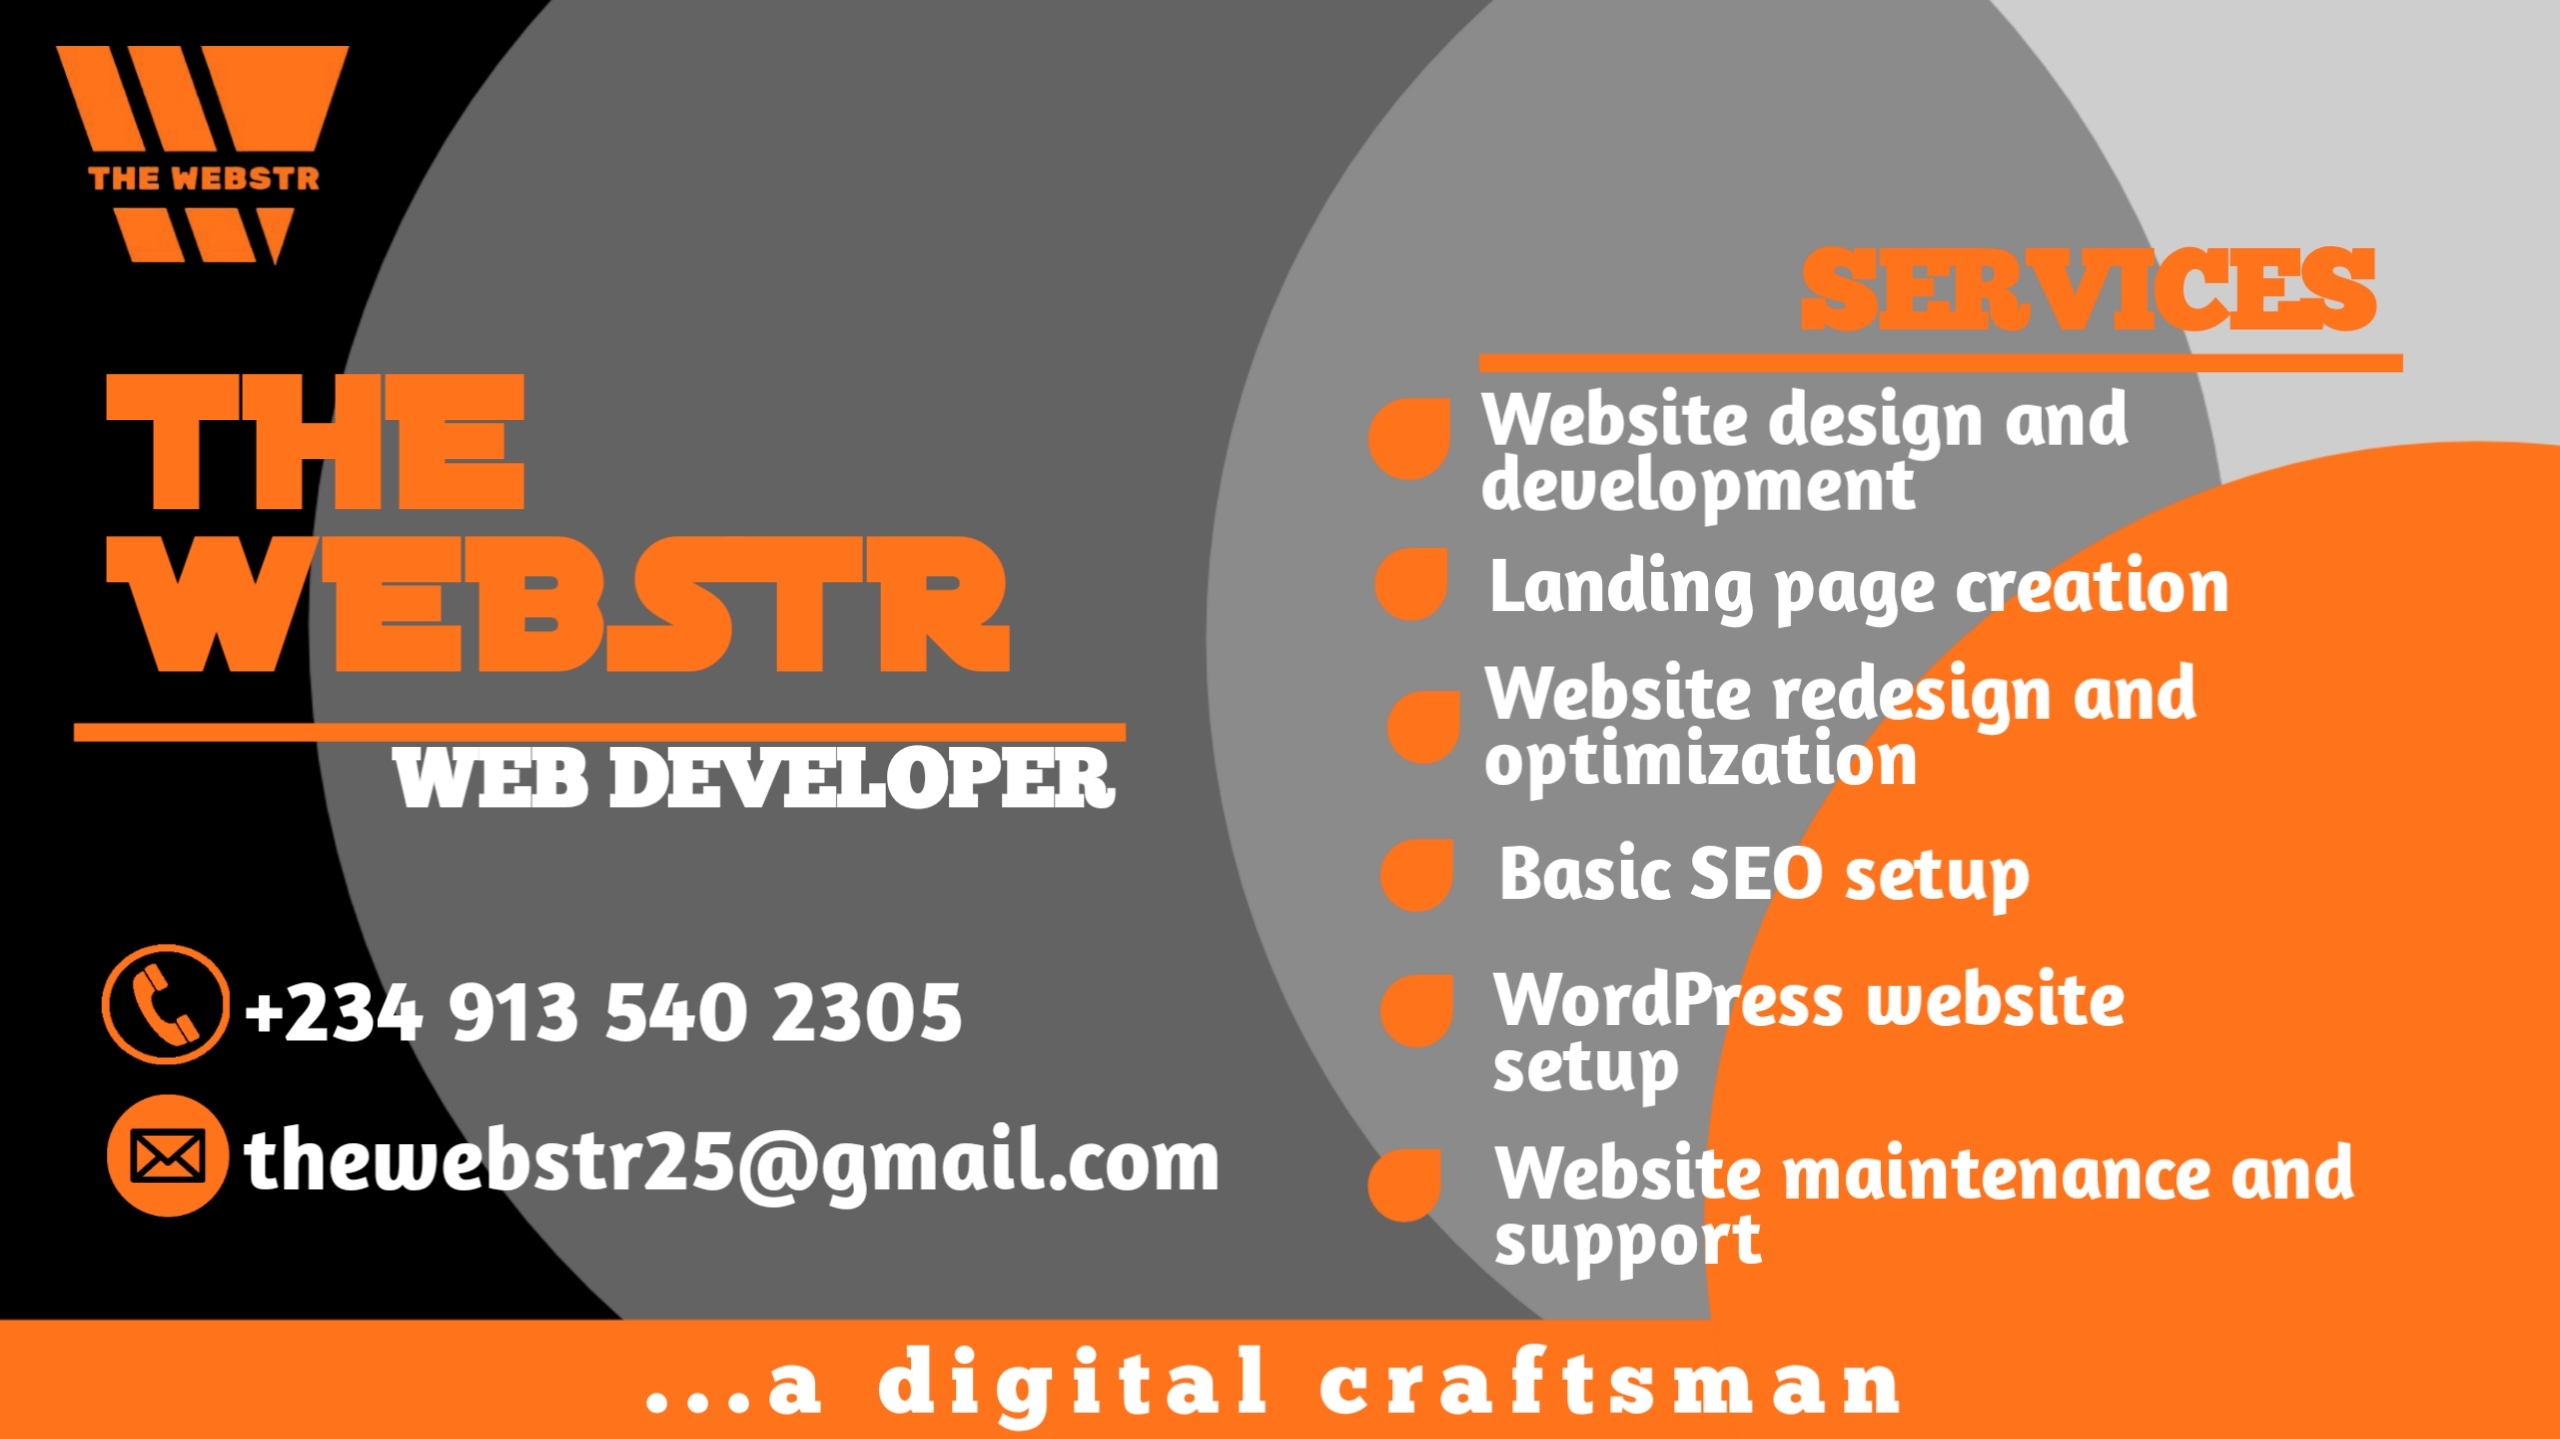 THE WEBSTR
THE
WEBSTR
WEB DEVELOPER
+234 913 540 2305
thewebstr25@gmail.com
SERVICES
Website design and
development
Landing page creation
Website redesign and
optimization
Basic SEO setup
WordPress website
setup
Website maintenance and
support
...a digital craftsman